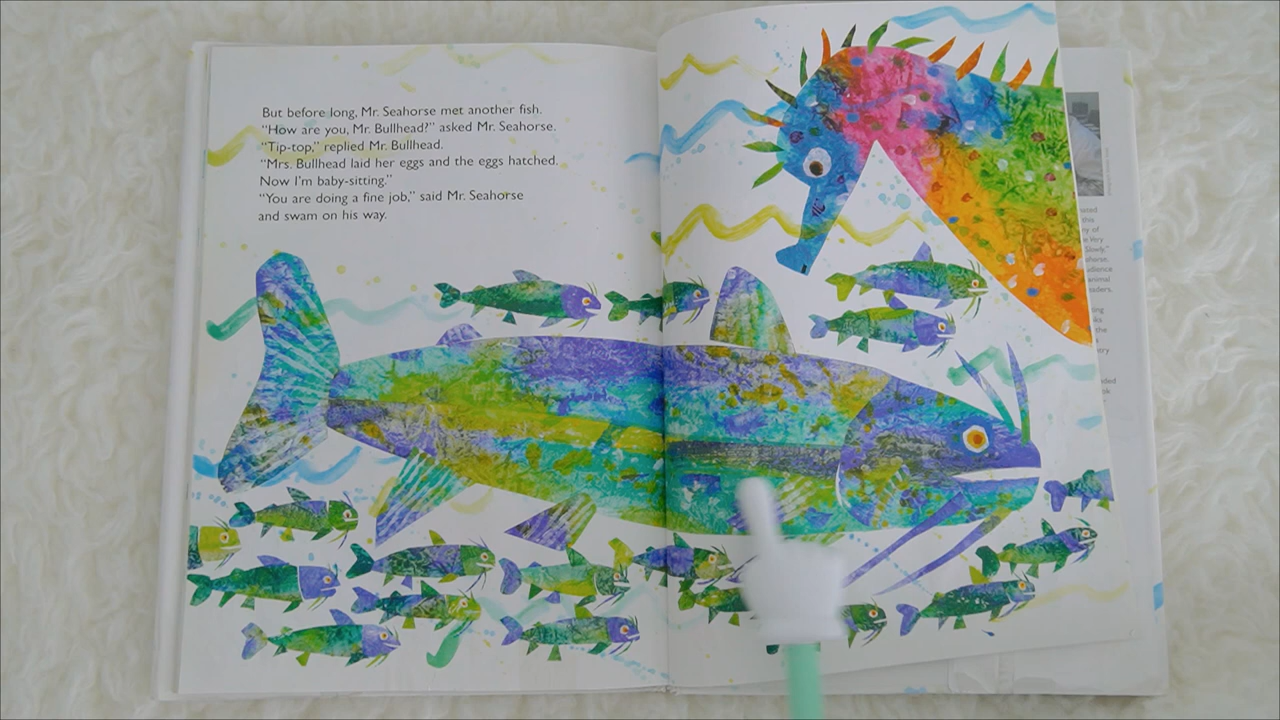 But before long, Mr. Seahorse met another fish.
"How are you, Mr. Bullhead?" asked Mr. Seahorse.
"Tip-top," replied Mr. Bullhead.
"Mrs. Bullhead laid her eggs and the eggs hatched.
Now I'm baby-sitting."
"You are doing a fine job," said Mr. Seahorse
and swam on his way.